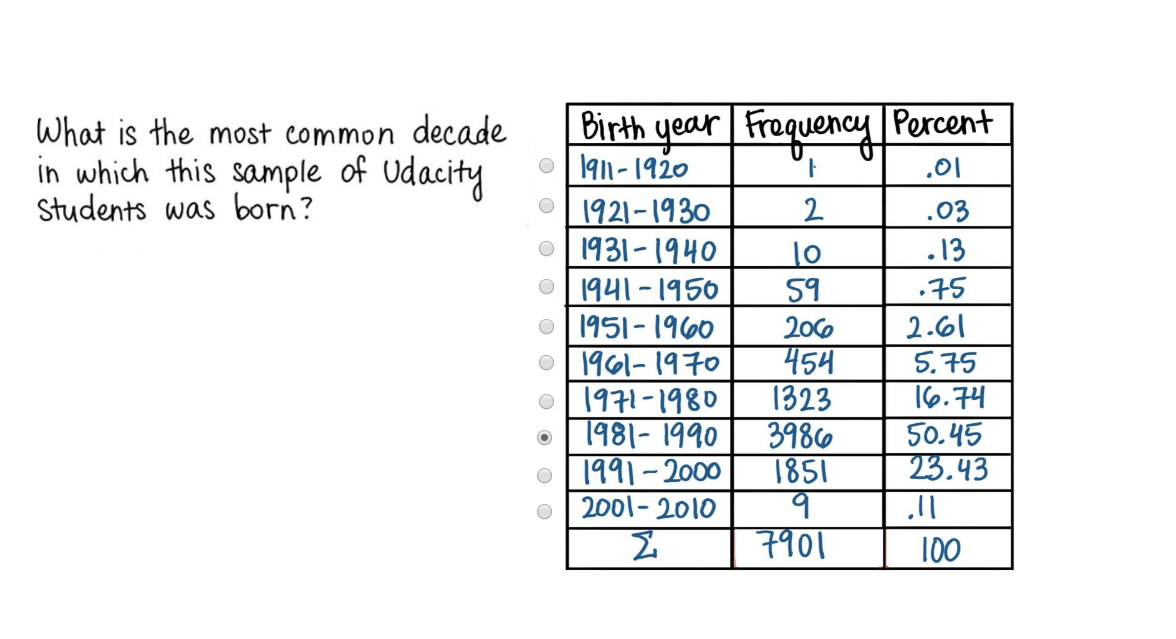 What is the most common decade
in which this sample of Udacity
Students was born?
Birth year Frequency Percent
1911-1920 1 .01
1921-1930 2 .03
1931-1940 10 .13
1941-1950 59 .75
1951-1960 206 2.61
1961-1970 454 5.75
1971-1980 1323 16.74
1981-1990 3986 50.45
1991-2000 1851 23.43
2001-2010 9 .11
Σ 7901 100